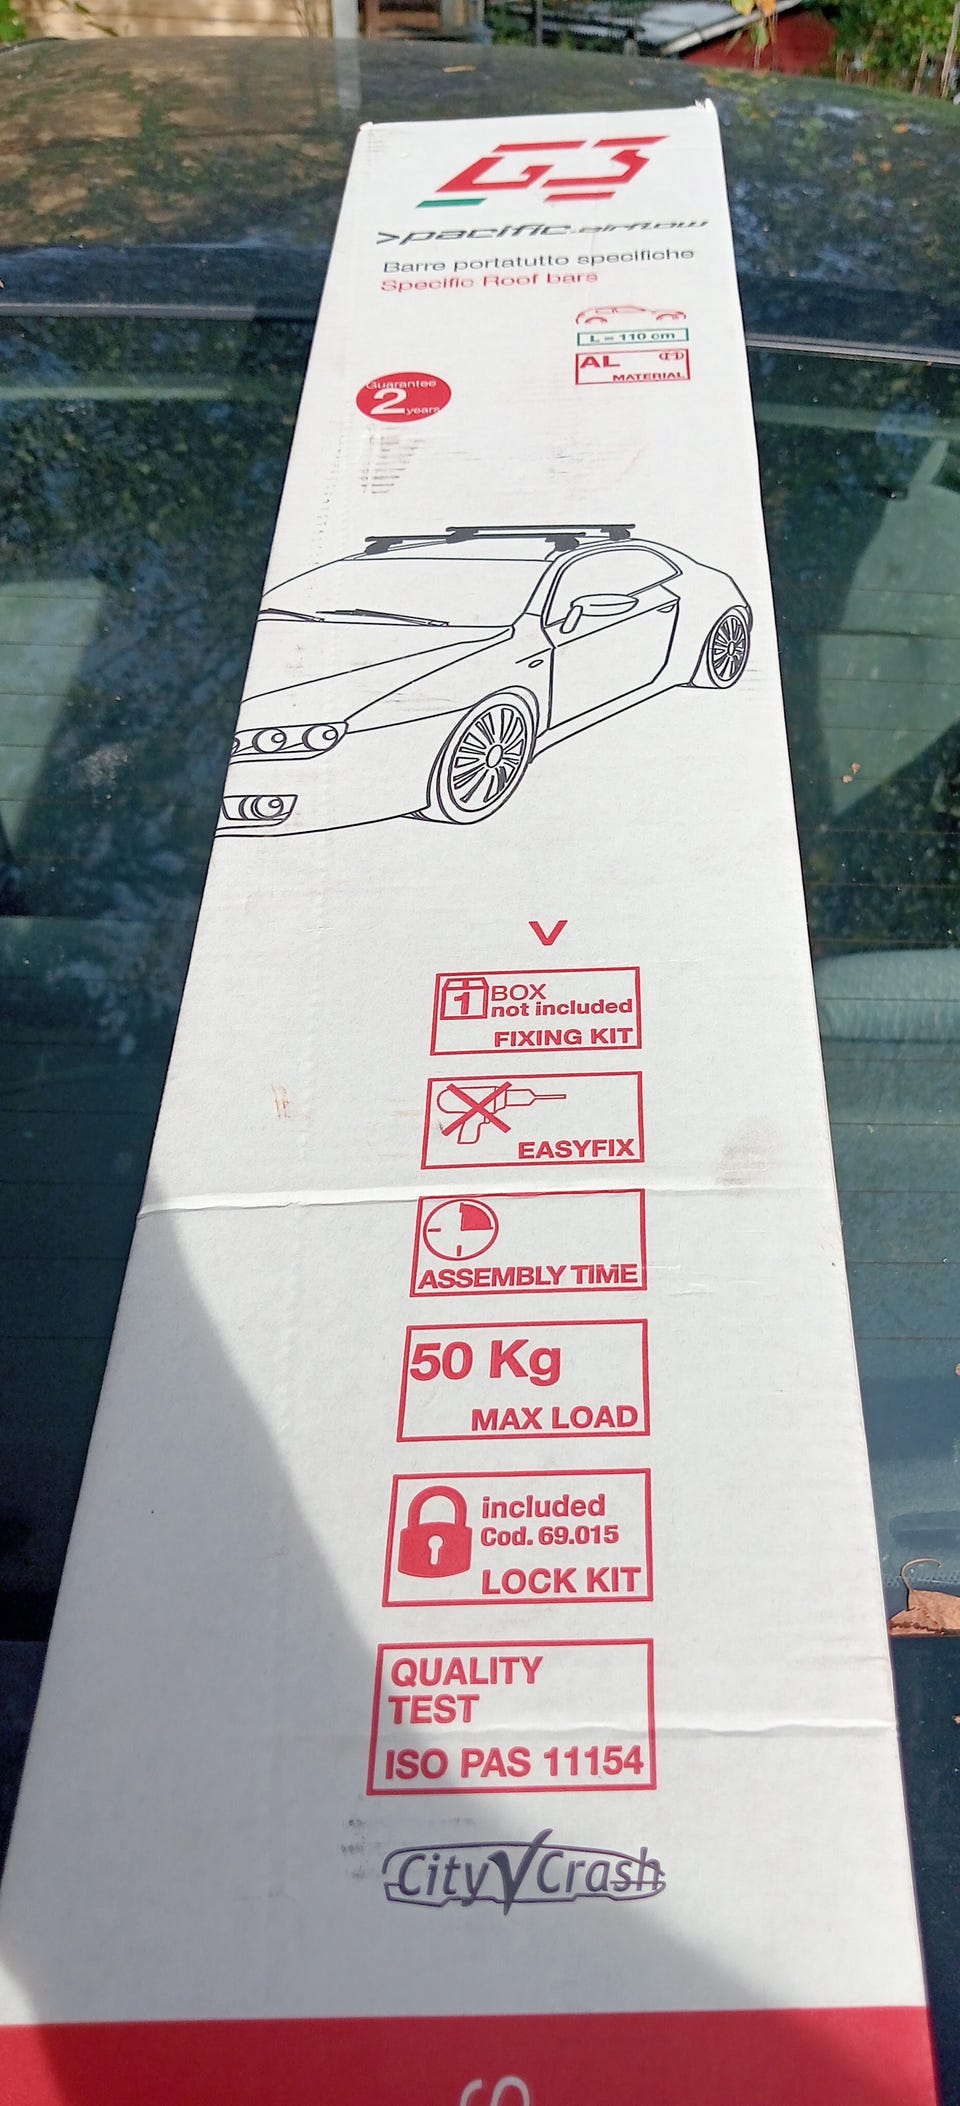 G3
>pacific.airflow
Barre portatutto specifiche
Specific Roof bars
L = 110 cm
AL
MATERIAL
Guarantee
2 years
1 BOX
not included
FIXING KIT
EASYFIX
ASSEMBLY TIME
50 Kg
MAX LOAD
included
Cod. 69.015
LOCK KIT
QUALITY
TEST
ISO PAS 11154
City Crash